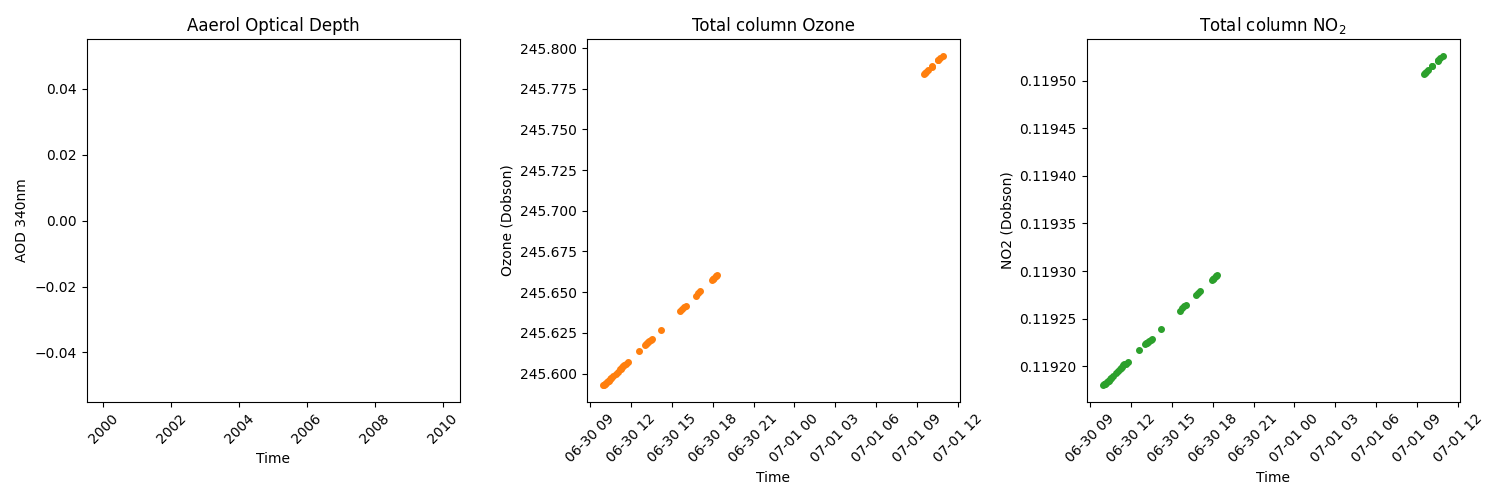 Aaerol Optical Depth
AOD 340nm
0.04
0.02
0.00
−0.02
−0.04
2000 2002 2004 2006 2008 2010
Time
Total column Ozone
Ozone (Dobson)
245.800
245.775
245.750
245.725
245.700
245.675
245.650
245.625
245.600
06-30 09 06-30 12 06-30 15 06-30 18 06-30 21 07-01 00 07-01 03 07-01 06 07-01 09 07-01 12
Time
Total column NO₂
NO2 (Dobson)
0.11950
0.11945
0.11940
0.11935
0.11930
0.11925
0.11920
06-30 09 06-30 12 06-30 15 06-30 18 06-30 21 07-01 00 07-01 03 07-01 06 07-01 09 07-01 12
Time